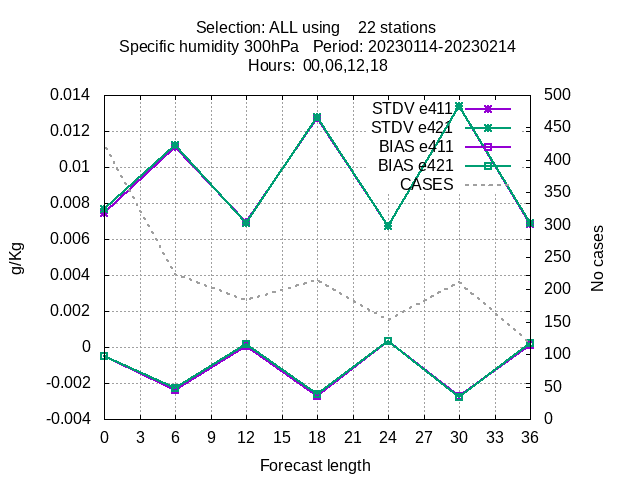 Selection: ALL using    22 stations
Specific humidity 300hPa   Period: 20230114-20230214
Hours:  00,06,12,18
0.014
0.012
0.01
0.008
0.006
0.004
0.002
0
-0.002
-0.004
g/Kg
STDV e411
STDV e421
BIAS e411
BIAS e421
CASES
500
450
400
350
300
250
200
150
100
50
0
No cases
0 3 6 9 12 15 18 21 24 27 30 33 36
Forecast length